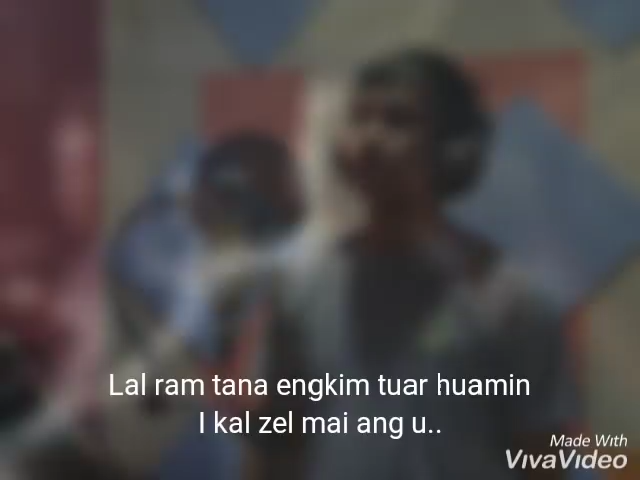 Lal ram tana engkim tuar huamin
I kal zel mai ang u..
Made With
VivaVideo